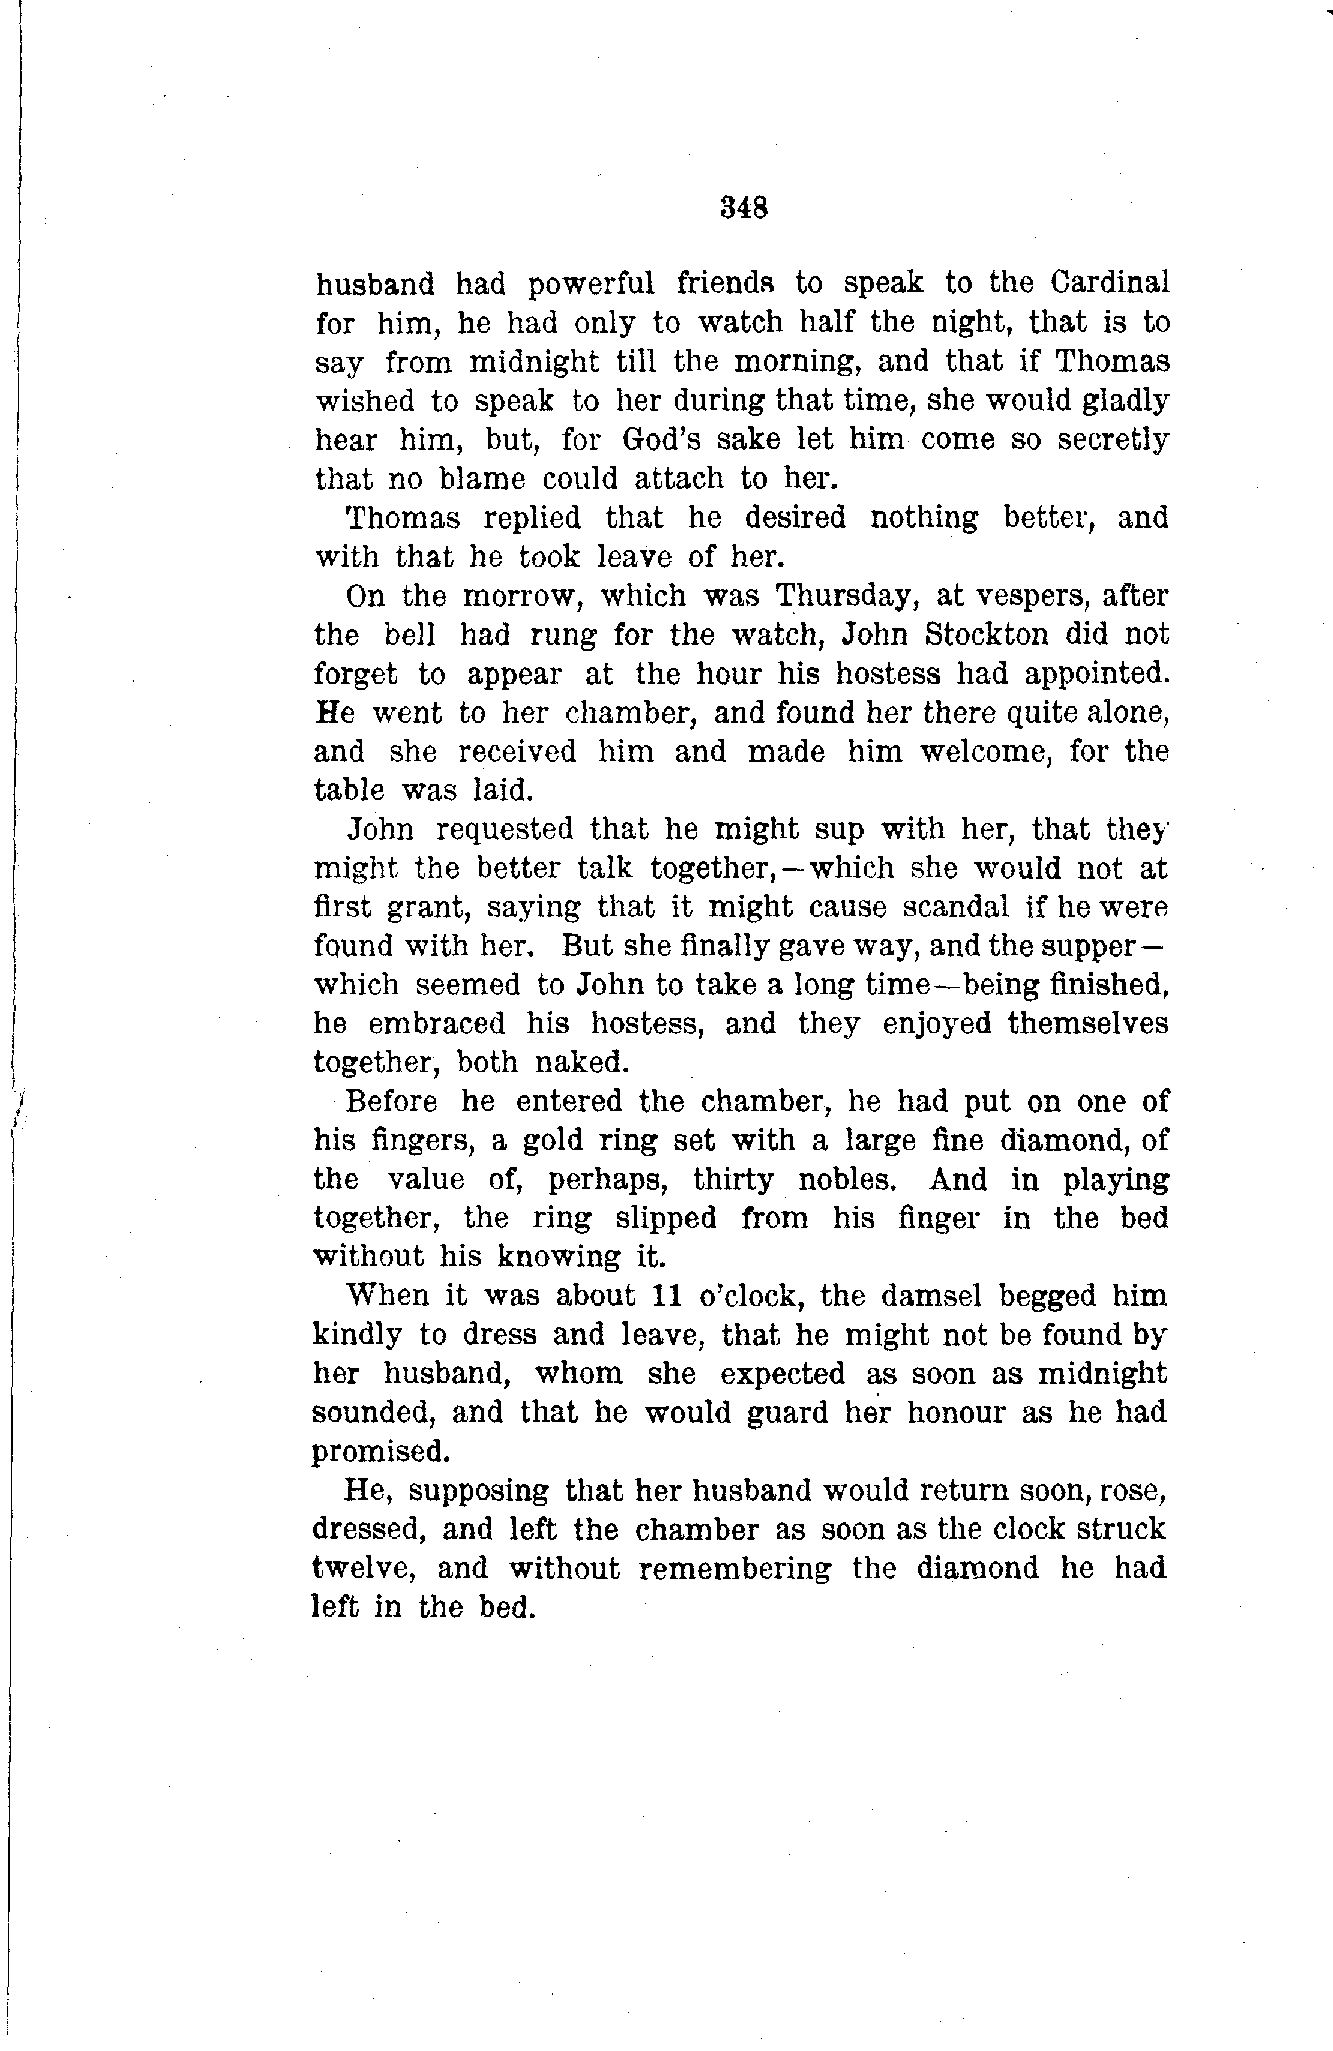 348
husband had powerful friends to speak to the Cardinal
for him, he had only to watch half the night, that is to
say from midnight till the morning, and that if Thomas
wished to speak to her during that time, she would gladly
hear him, but, for God's sake let him come so secretly
that no blame could attach to her.
Thomas replied that he desired nothing better, and
with that he took leave of her.
On the morrow, which was Thursday, at vespers, after
the bell had rung for the watch, John Stockton did not
forget to appear at the hour his hostess had appointed.
He went to her chamber, and found her there quite alone,
and she received him and made him welcome, for the
table was laid.
John requested that he might sup with her, that they
might the better talk together,—which she would not at
first grant, saying that it might cause scandal if he were
found with her. But she finally gave way, and the supper—
which seemed to John to take a long time—being finished,
he embraced his hostess, and they enjoyed themselves
together, both naked.
Before he entered the chamber, he had put on one of
his fingers, a gold ring set with a large fine diamond, of
the value of, perhaps, thirty nobles. And in playing
together, the ring slipped from his finger in the bed
without his knowing it.
When it was about 11 o'clock, the damsel begged him
kindly to dress and leave, that he might not be found by
her husband, whom she expected as soon as midnight
sounded, and that he would guard her honour as he had
promised.
He, supposing that her husband would return soon, rose,
dressed, and left the chamber as soon as the clock struck
twelve, and without remembering the diamond he had
left in the bed.